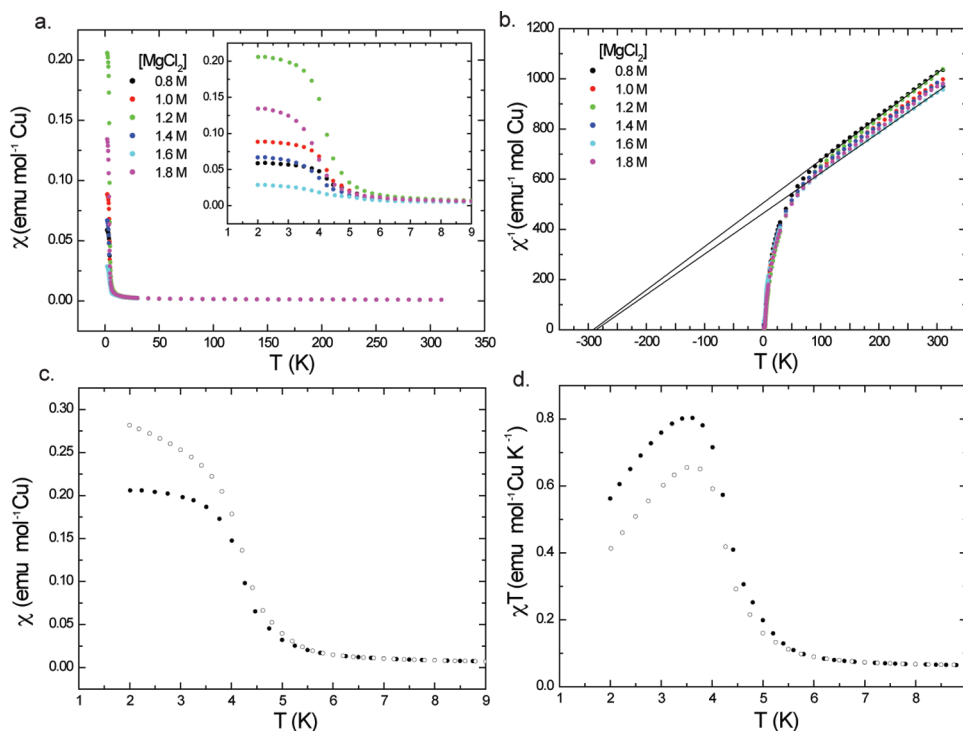 a.
χ (emu mol⁻¹ Cu)
0.20
0.15
0.10
0.05
0.00
[MgCl₂]
0.8 M
1.0 M
1.2 M
1.4 M
1.6 M
1.8 M
0.20
0.15
0.10
0.05
0.00
1 2 3 4 5 6 7 8 9
0 50 100 150 200 250 300 350
T (K)
b.
χ⁻¹ (emu⁻¹ mol Cu)
1200
1000
800
600
400
200
0
[MgCl₂]
0.8 M
1.0 M
1.2 M
1.4 M
1.6 M
1.8 M
-300 -200 -100 0 100 200 300
T (K)
c.
χ (emu mol⁻¹Cu)
0.30
0.25
0.20
0.15
0.10
0.05
0.00
1 2 3 4 5 6 7 8 9
T (K)
d.
χT (emu mol⁻¹Cu K⁻¹)
0.8
0.6
0.4
0.2
0.0
1 2 3 4 5 6 7 8
T (K)